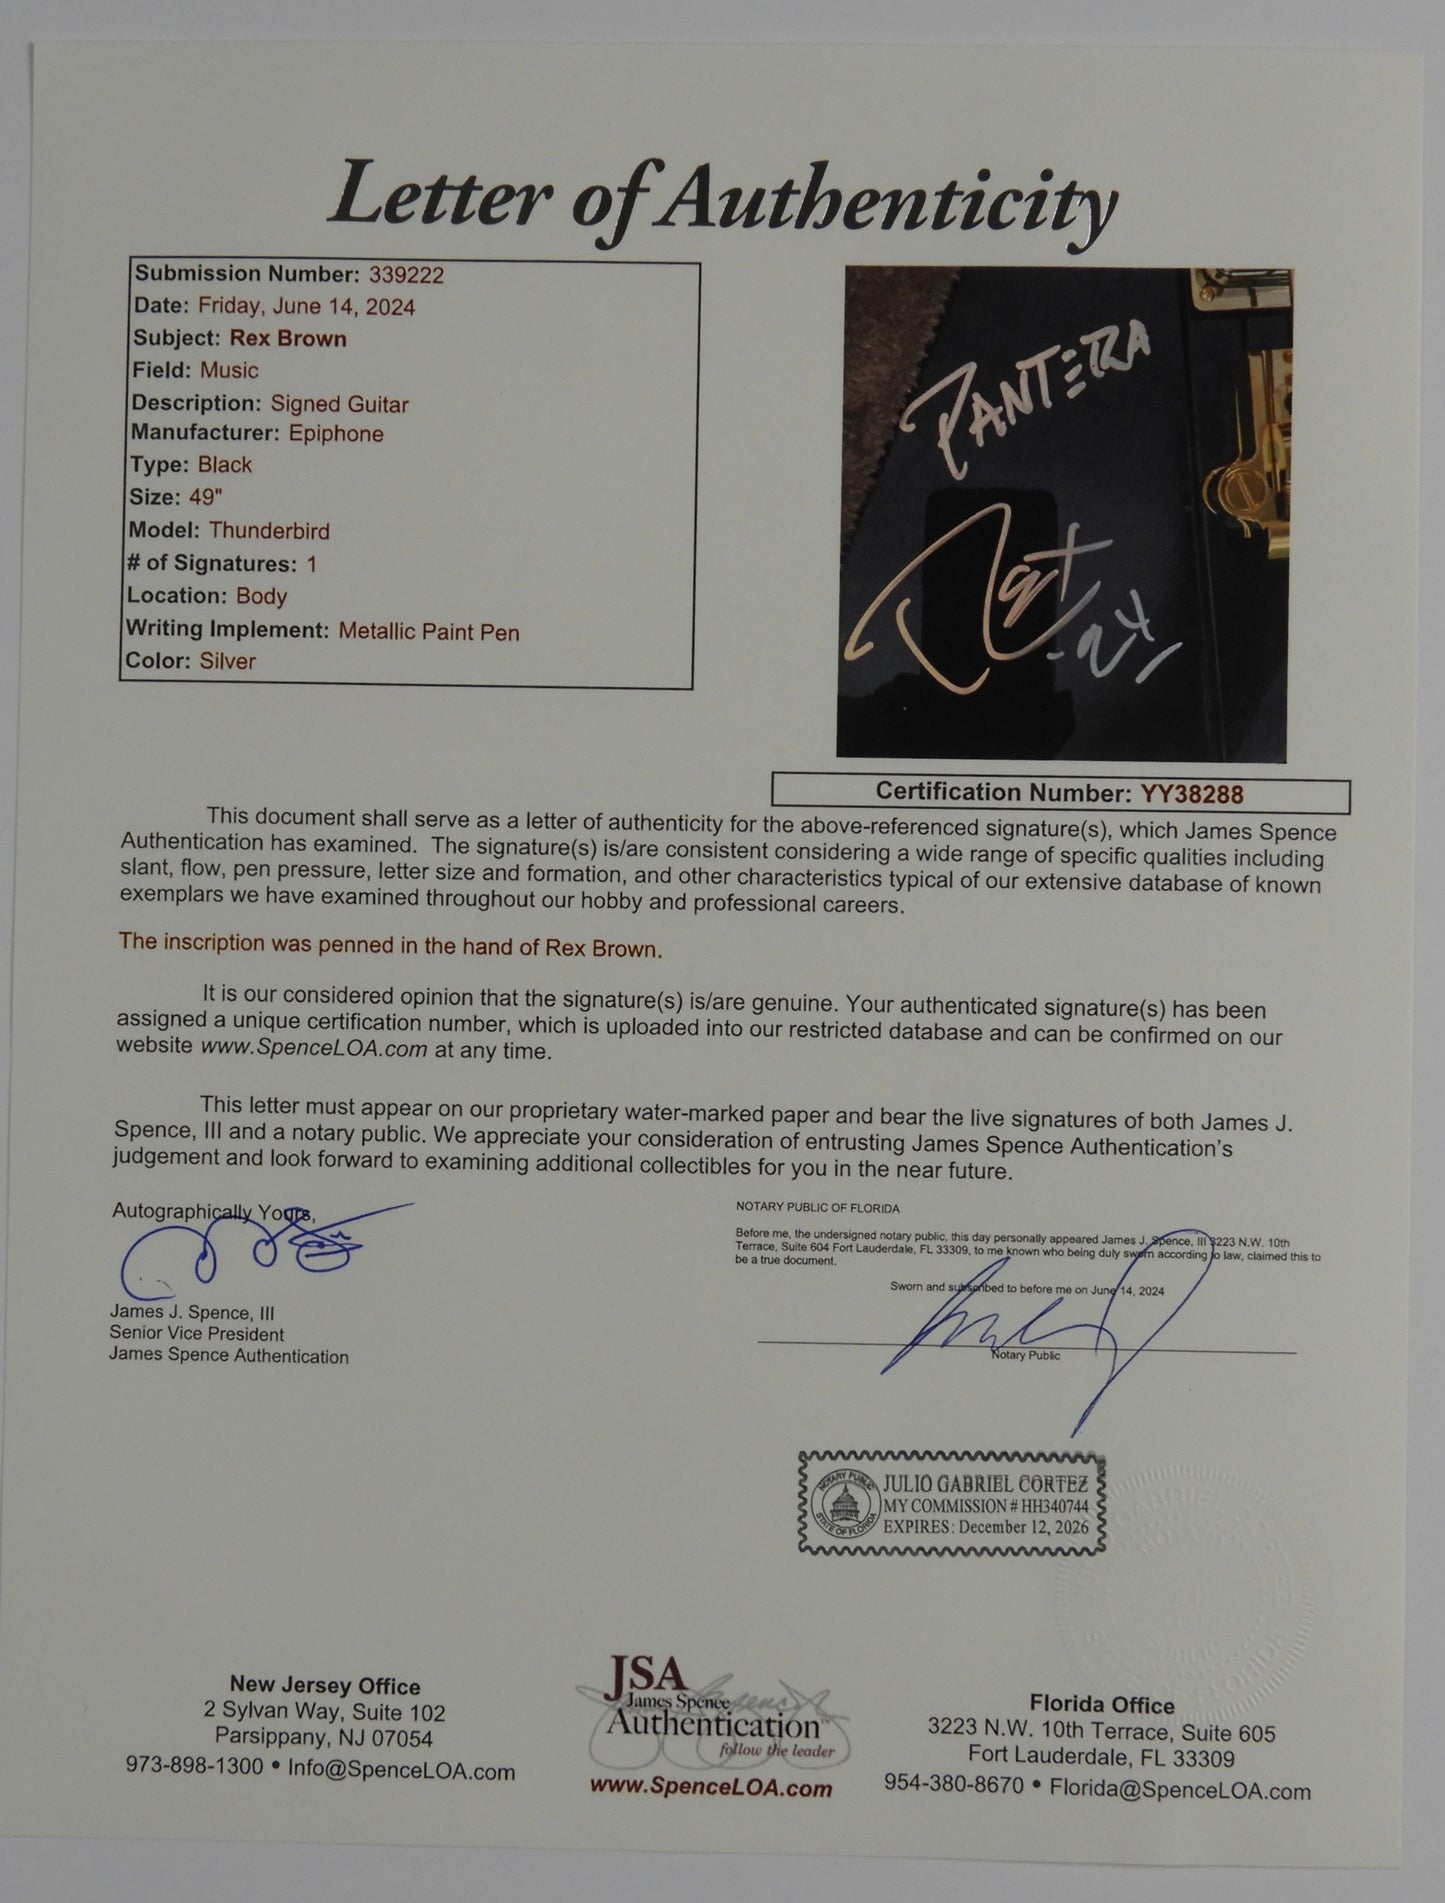 Letter of Authenticity
Submission Number: 339222
Date: Friday, June 14, 2024
Subject: Rex Brown
Field: Music
Description: Signed Guitar
Manufacturer: Epiphone
Type: Black
Size: 49"
Model: Thunderbird
# of Signatures: 1
Location: Body
Writing Implement: Metallic Paint Pen
Color: Silver
PANTERA
Certification Number: YY38288
This document shall serve as a letter of authenticity for the above-referenced signature(s), which James Spence
Authentication has examined. The signature(s) is/are consistent considering a wide range of specific qualities including
slant, flow, pen pressure, letter size and formation, and other characteristics typical of our extensive database of known
exemplars we have examined throughout our hobby and professional careers.
The inscription was penned in the hand of Rex Brown.
It is our considered opinion that the signature(s) is/are genuine. Your authenticated signature(s) has been
assigned a unique certification number, which is uploaded into our restricted database and can be confirmed on our
website www.SpenceLOA.com at any time.
This letter must appear on our proprietary water-marked paper and bear the live signatures of both James J.
Spence, III and a notary public. We appreciate your consideration of entrusting James Spence Authentication's
judgement and look forward to examining additional collectibles for you in the near future.
Autographically Yours,
James J. Spence, III
Senior Vice President
James Spence Authentication
NOTARY PUBLIC OF FLORIDA
Before me, the undersigned notary public, this day personally appeared James J. Spence, III 3223 N.W. 10th
Terrace, Suite 604 Fort Lauderdale, FL 33309, to me known who being duly sworn according to law, claimed this to
be a true document.
Sworn and subscribed to before me on June 14, 2024
Notary Public
NOTARY PUBLIC
STATE OF FLORIDA
JULIO GABRIEL CORTEZ
MY COMMISSION # HH340744
EXPIRES: December 12, 2026
New Jersey Office
2 Sylvan Way, Suite 102
Parsippany, NJ 07054
973-898-1300 • Info@SpenceLOA.com
JSA
James Spence
Authentication™
follow the leader
www.SpenceLOA.com
Florida Office
3223 N.W. 10th Terrace, Suite 605
Fort Lauderdale, FL 33309
954-380-8670 • Florida@SpenceLOA.com